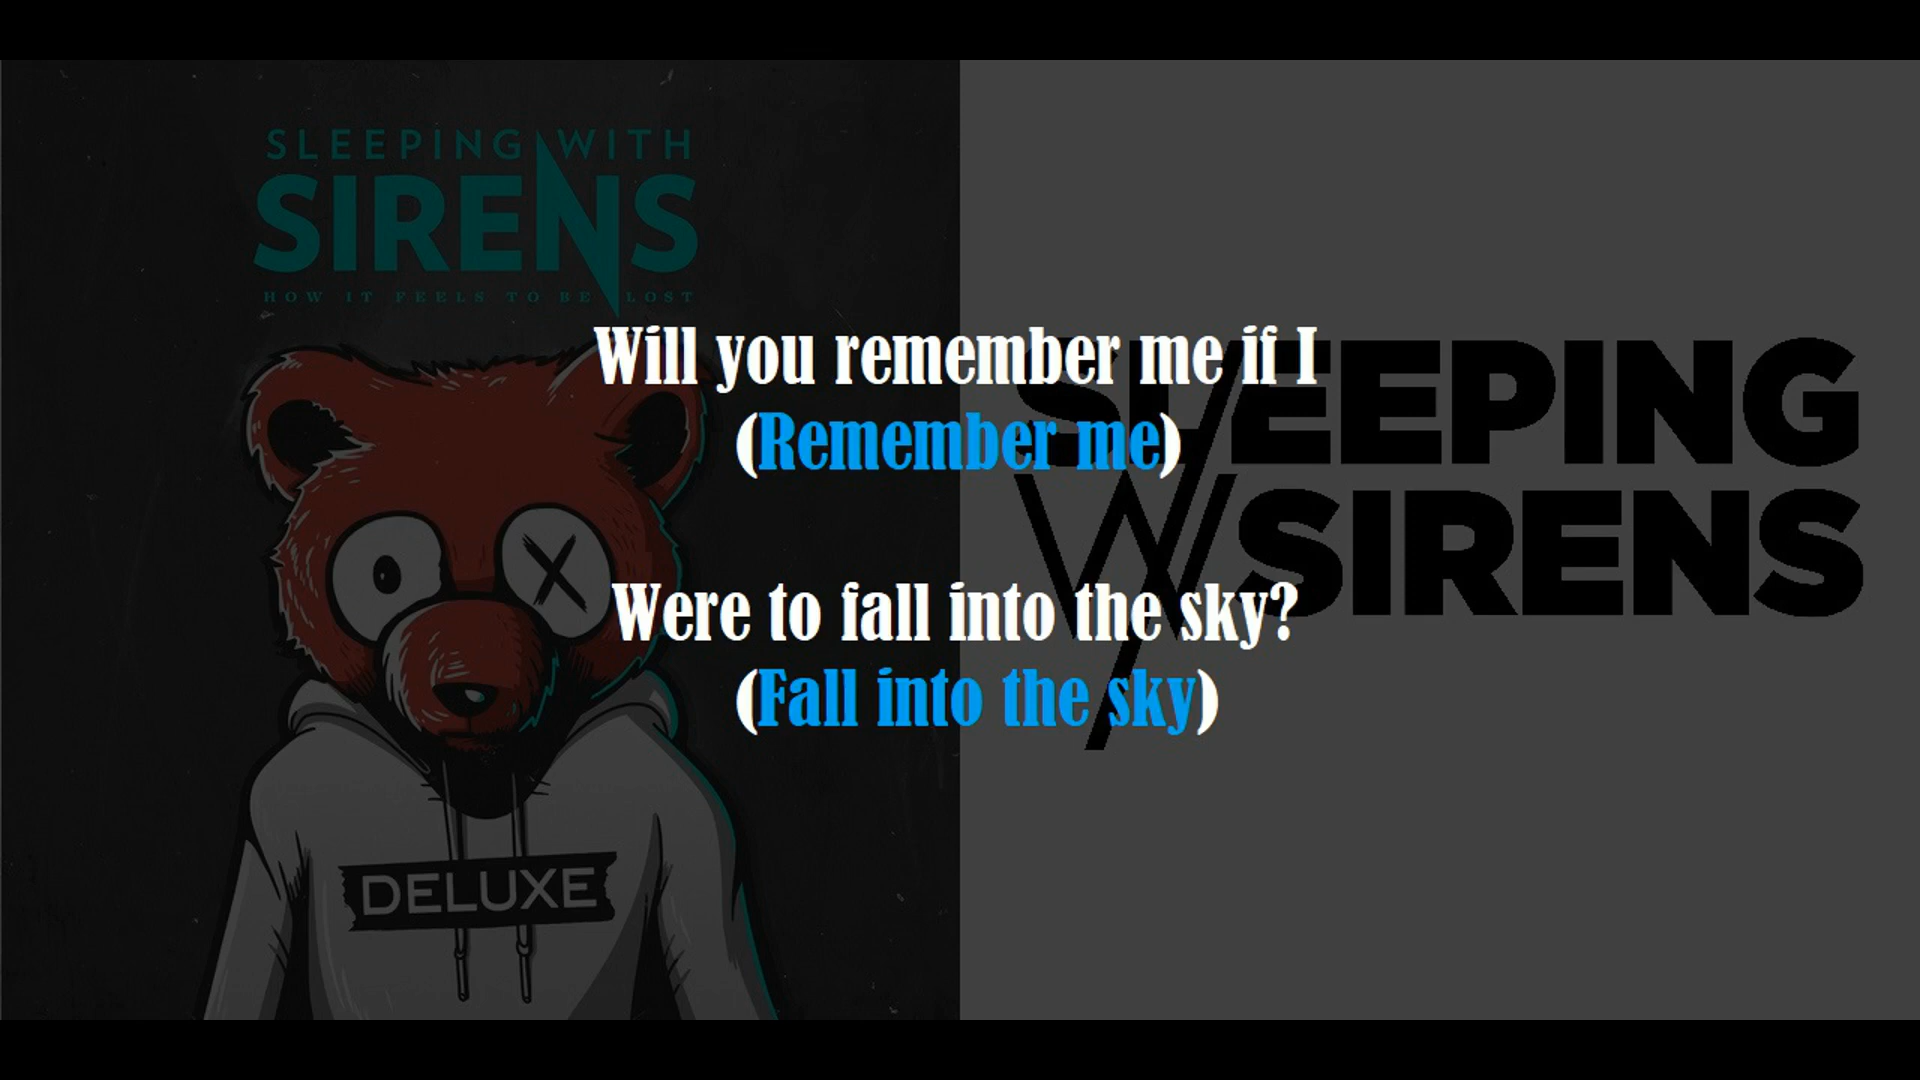 SLEEPING WITH
SIRENS
HOW IT FEELS TO BE LOST
Will you remember me if I
(Remember me)
Were to fall into the sky?
(Fall into the sky)
SLEEPING
W/SIRENS
DELUXE